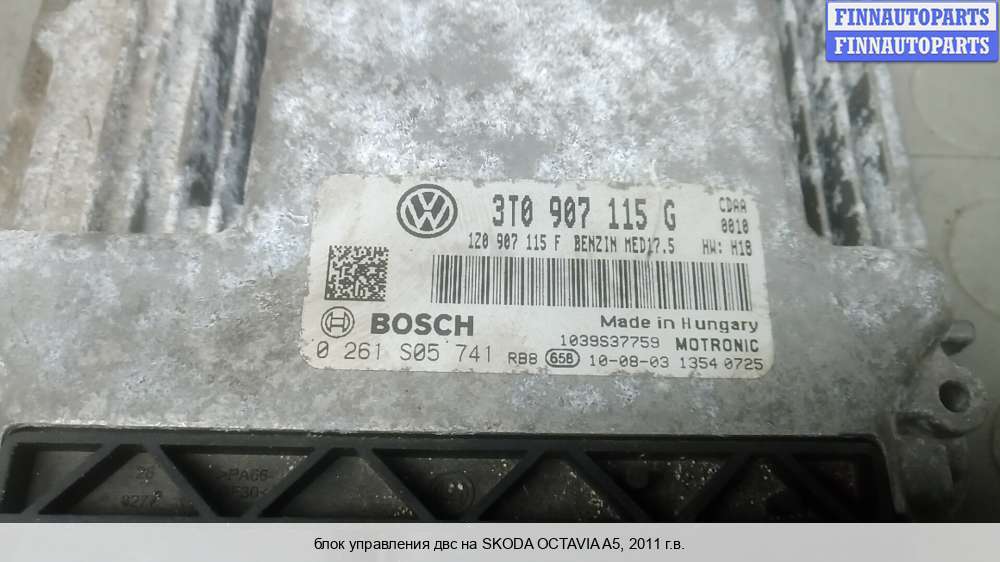 FINNAUTOPARTS
FINNAUTOPARTS
3T0 907 115 G
CDAA
0010
1Z0 907 115 F BENZIN MED17.5 HW: H18
BOSCH
Made in Hungary
1039S37759 MOTRONIC
0 261 S05 741 RB8 658 10-08-03 1354 0725
>PA66-
блок управления двс на SKODA OCTAVIA A5, 2011 г.в.